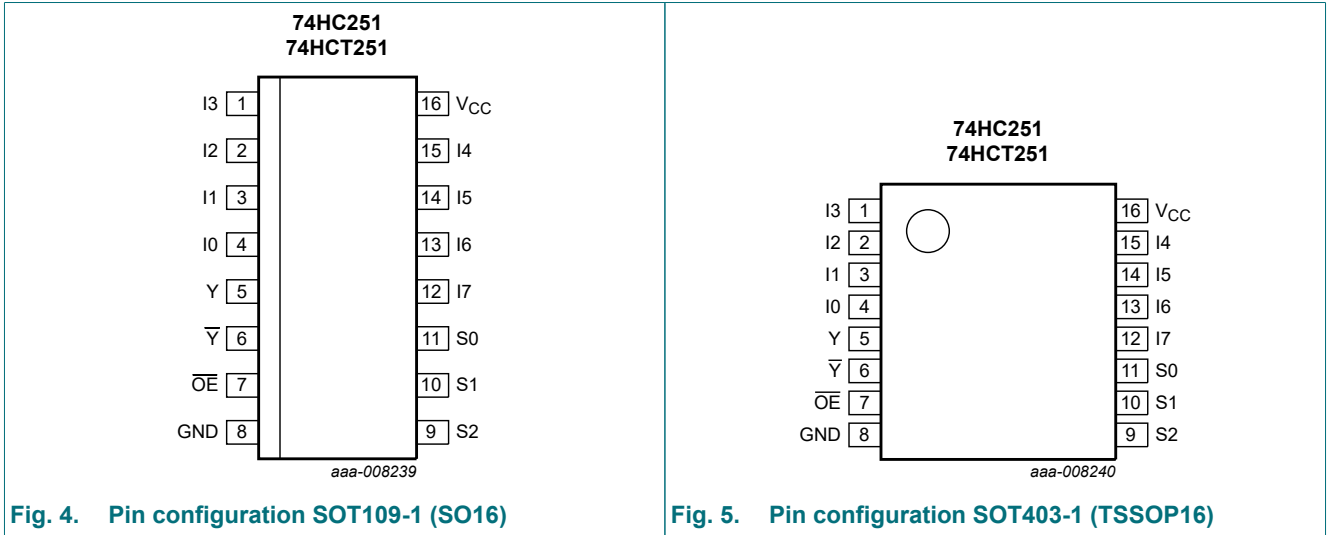 74HC251
74HCT251
I3 1
16 VCC
I2 2
15 I4
I1 3
14 I5
I0 4
13 I6
Y 5
12 I7
Y̅ 6
11 S0
O̅E̅ 7
10 S1
GND 8
9 S2
aaa-008239
Fig. 4. Pin configuration SOT109-1 (SO16)
74HC251
74HCT251
I3 1
16 VCC
I2 2
15 I4
I1 3
14 I5
I0 4
13 I6
Y 5
12 I7
Y̅ 6
11 S0
O̅E̅ 7
10 S1
GND 8
9 S2
aaa-008240
Fig. 5. Pin configuration SOT403-1 (TSSOP16)